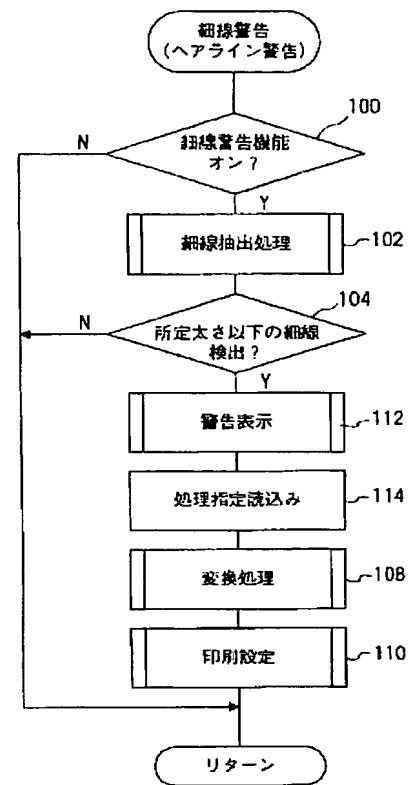 細線警告
(ヘアライン警告)
100
N
細線警告機能
オン?
Y
細線抽出処理
102
104
N
所定太さ以下の細線
検出?
Y
警告表示
112
処理指定読込み
114
変換処理
108
印刷設定
110
リターン